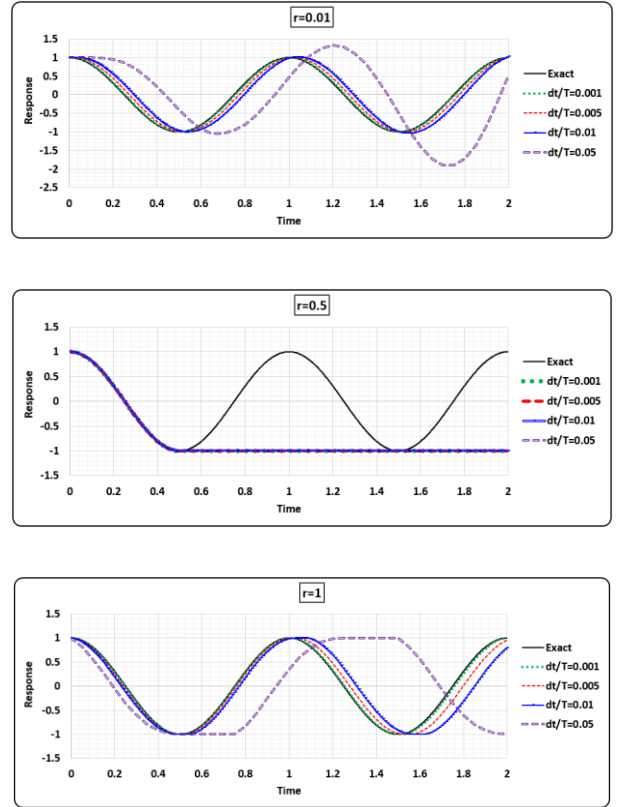 r=0.01
1.5
1
0.5
0
-0.5
-1
-1.5
-2
-2.5
Response
0 0.2 0.4 0.6 0.8 1 1.2 1.4 1.6 1.8 2
Time
Exact
dt/T=0.001
dt/T=0.005
dt/T=0.01
dt/T=0.05
r=0.5
1.5
1
0.5
0
-0.5
-1
-1.5
Response
0 0.2 0.4 0.6 0.8 1 1.2 1.4 1.6 1.8 2
Time
Exact
dt/T=0.001
dt/T=0.005
dt/T=0.01
dt/T=0.05
r=1
1.5
1
0.5
0
-0.5
-1
-1.5
Response
0 0.2 0.4 0.6 0.8 1 1.2 1.4 1.6 1.8 2
Time
Exact
dt/T=0.001
dt/T=0.005
dt/T=0.01
dt/T=0.05